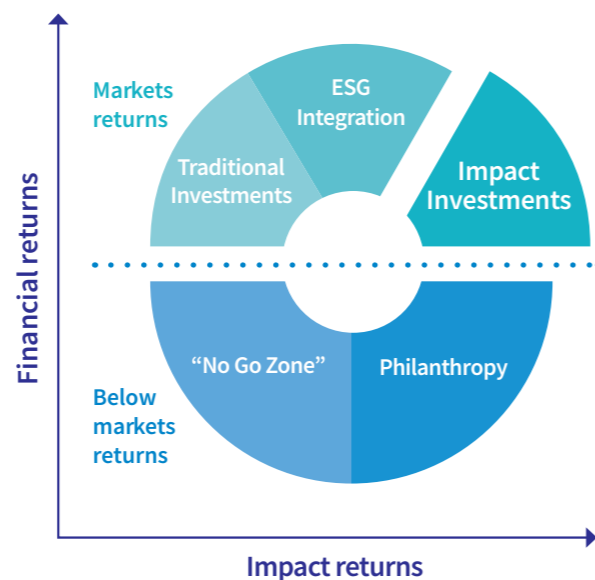 Financial returns
Markets
returns
ESG
Integration
Traditional
Investments
Impact
Investments
“No Go Zone”
Philanthropy
Below
markets
returns
Impact returns